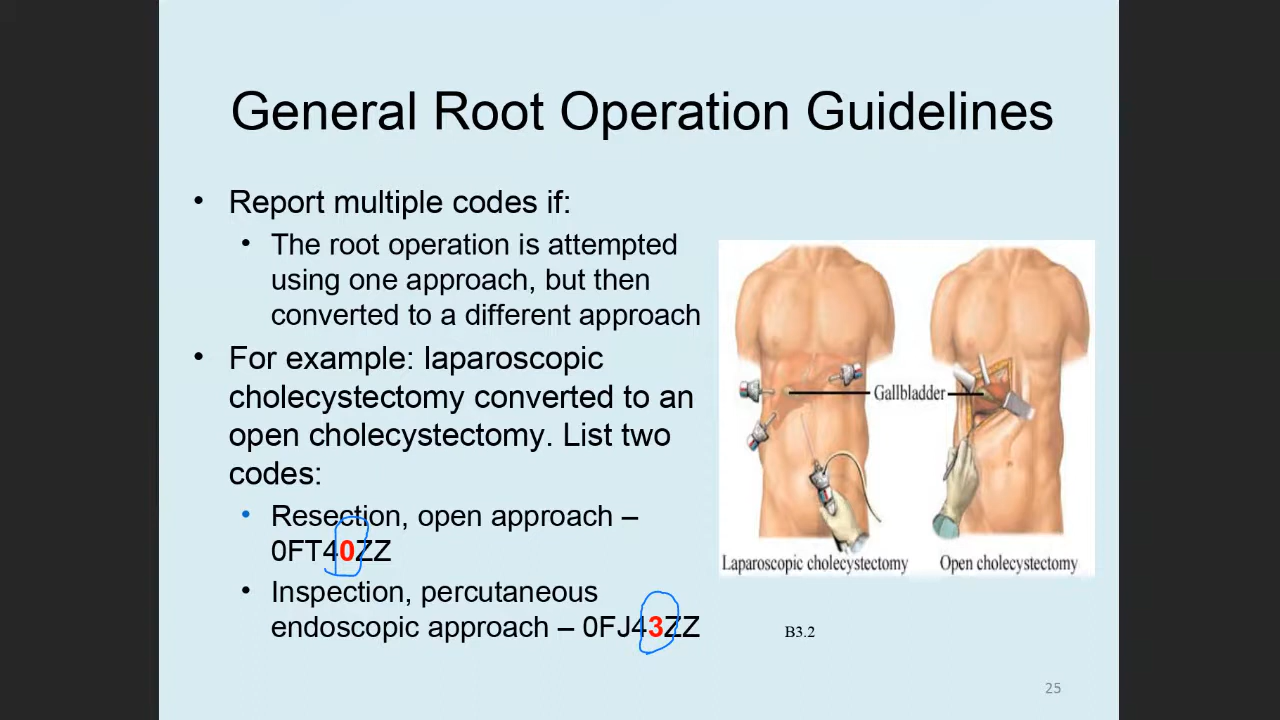 General Root Operation Guidelines
• Report multiple codes if:
• The root operation is attempted
using one approach, but then
converted to a different approach
• For example: laparoscopic
cholecystectomy converted to an
open cholecystectomy. List two
codes:
• Resection, open approach –
0FT40ZZ
• Inspection, percutaneous
endoscopic approach – 0FJ43ZZ
Gallbladder
Laparoscopic cholecystectomy
Open cholecystectomy
B3.2
25